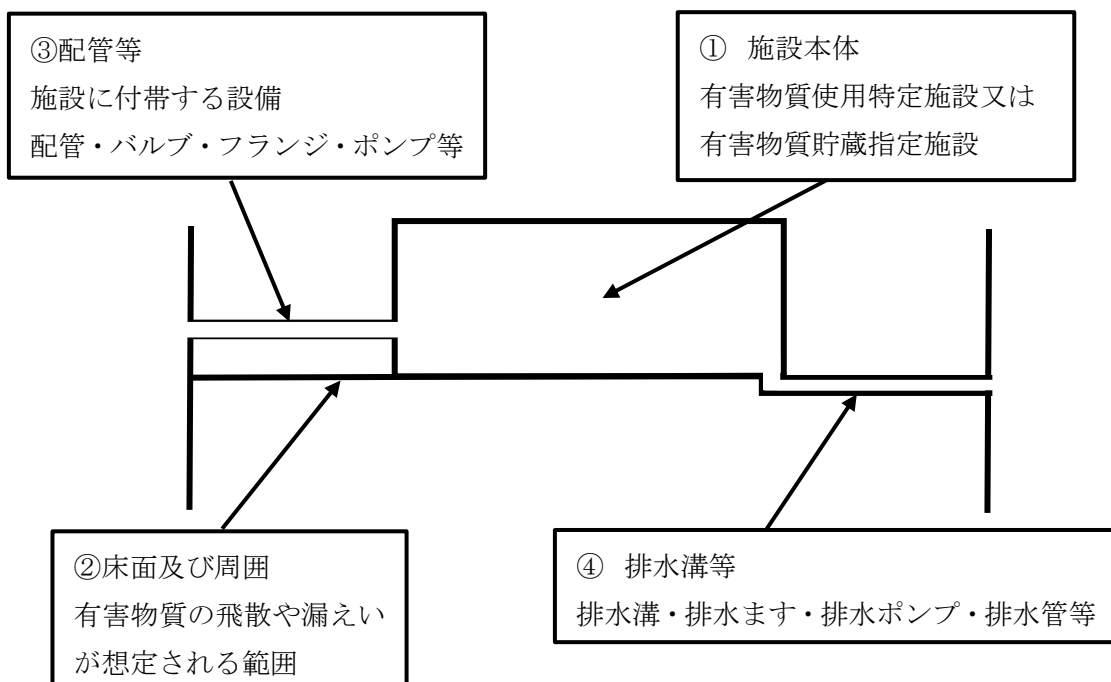 ③配管等
施設に付帯する設備
配管・バルブ・フランジ・ポンプ等
① 施設本体
有害物質使用特定施設又は
有害物質貯蔵指定施設
②床面及び周囲
有害物質の飛散や漏えい
が想定される範囲
④ 排水溝等
排水溝・排水ます・排水ポンプ・排水管等